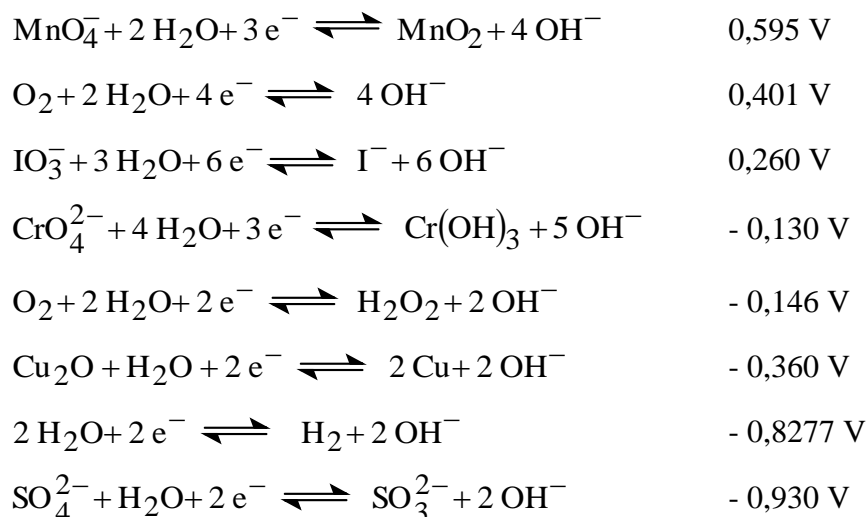 MnO₄⁻ + 2 H₂O + 3 e⁻ ⇌ MnO₂ + 4 OH⁻ 0,595 V
O₂ + 2 H₂O + 4 e⁻ ⇌ 4 OH⁻ 0,401 V
IO₃⁻ + 3 H₂O + 6 e⁻ ⇌ I⁻ + 6 OH⁻ 0,260 V
CrO₄²⁻ + 4 H₂O + 3 e⁻ ⇌ Cr(OH)₃ + 5 OH⁻ - 0,130 V
O₂ + 2 H₂O + 2 e⁻ ⇌ H₂O₂ + 2 OH⁻ - 0,146 V
Cu₂O + H₂O + 2 e⁻ ⇌ 2 Cu + 2 OH⁻ - 0,360 V
2 H₂O + 2 e⁻ ⇌ H₂ + 2 OH⁻ - 0,8277 V
SO₄²⁻ + H₂O + 2 e⁻ ⇌ SO₃²⁻ + 2 OH⁻ - 0,930 V